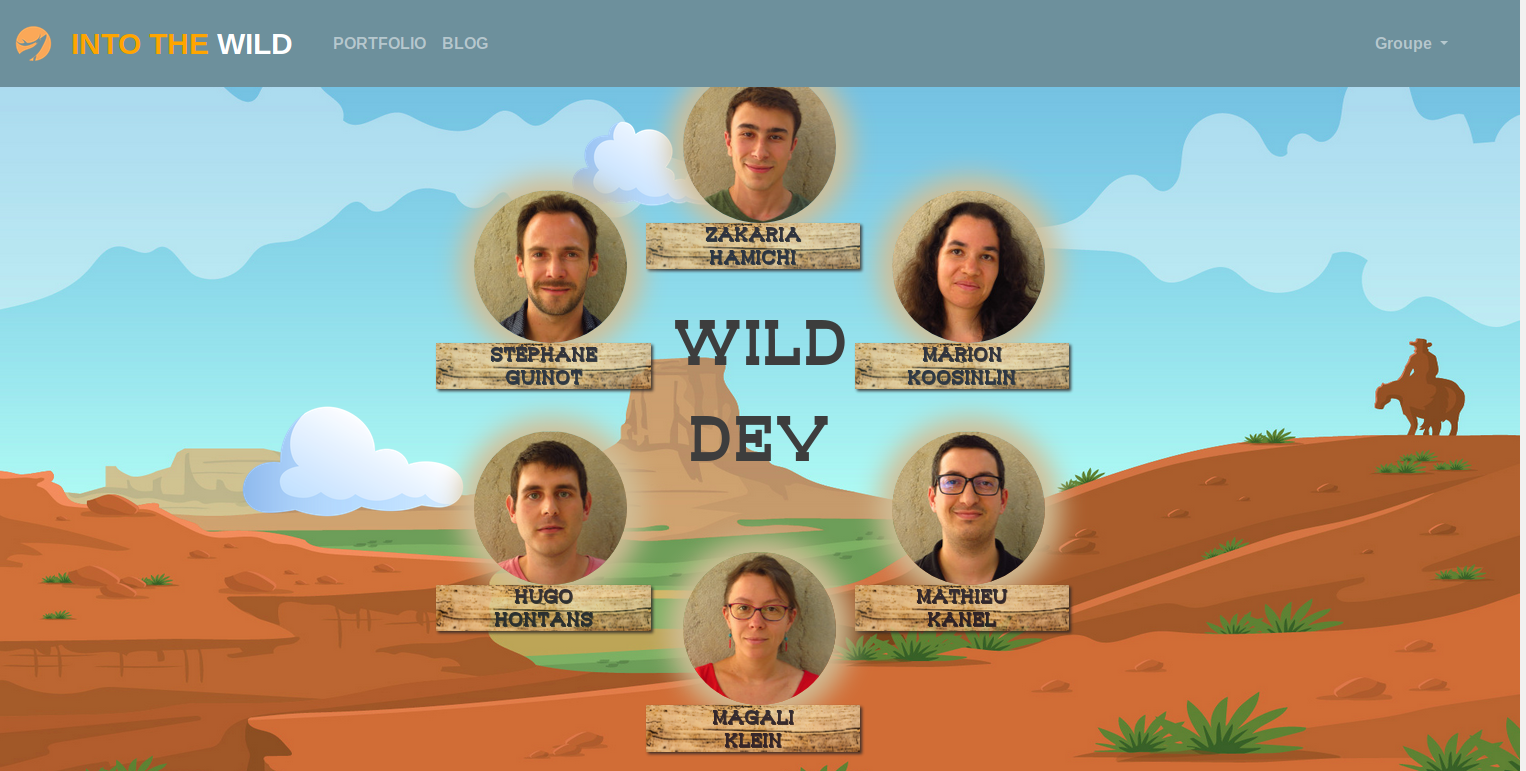 INTO THE WILD
PORTFOLIO
BLOG
Groupe
ZAKARIA
HAMICHI
STEPHANE
GUINOT
MARION
KOOSINLIN
WILD
DEV
HUGO
HONTANS
MATHIEU
KANEL
MAGALI
KLEIN